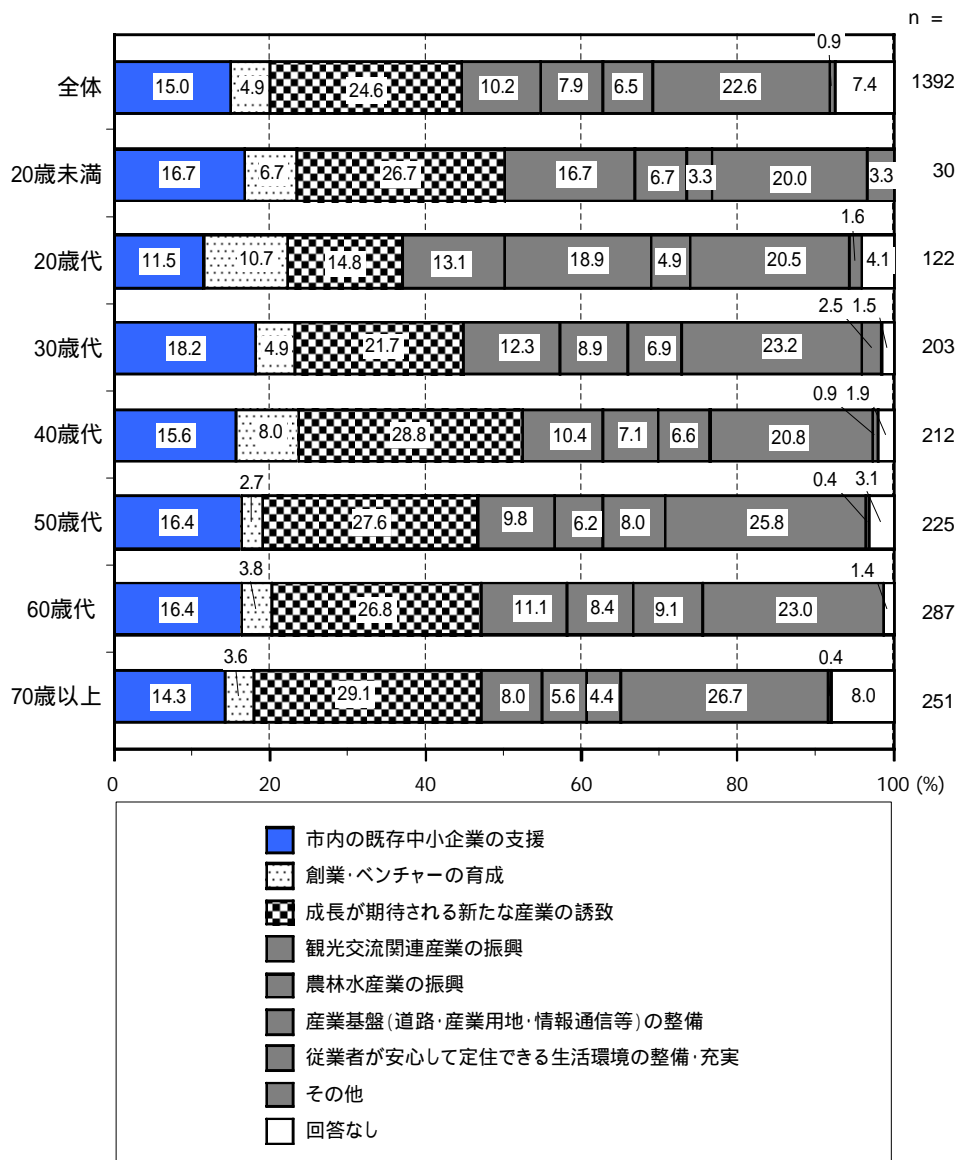 n =
0.9
全体 15.0 4.9 24.6 10.2 7.9 6.5 22.6 7.4 1392
20歳未満 16.7 6.7 26.7 16.7 6.7 3.3 20.0 3.3 30
1.6
20歳代 11.5 10.7 14.8 13.1 18.9 4.9 20.5 4.1 122
2.5 1.5
30歳代 18.2 4.9 21.7 12.3 8.9 6.9 23.2 203
0.9 1.9
40歳代 15.6 8.0 28.8 10.4 7.1 6.6 20.8 212
2.7 0.4 3.1
50歳代 16.4 27.6 9.8 6.2 8.0 25.8 225
3.8 1.4
60歳代 16.4 26.8 11.1 8.4 9.1 23.0 287
3.6 0.4
70歳以上 14.3 29.1 8.0 5.6 4.4 26.7 8.0 251
0 20 40 60 80 100 (%)
市内の既存中小企業の支援
創業・ベンチャーの育成
成長が期待される新たな産業の誘致
観光交流関連産業の振興
農林水産業の振興
産業基盤(道路・産業用地・情報通信等)の整備
従業者が安心して定住できる生活環境の整備・充実
その他
回答なし